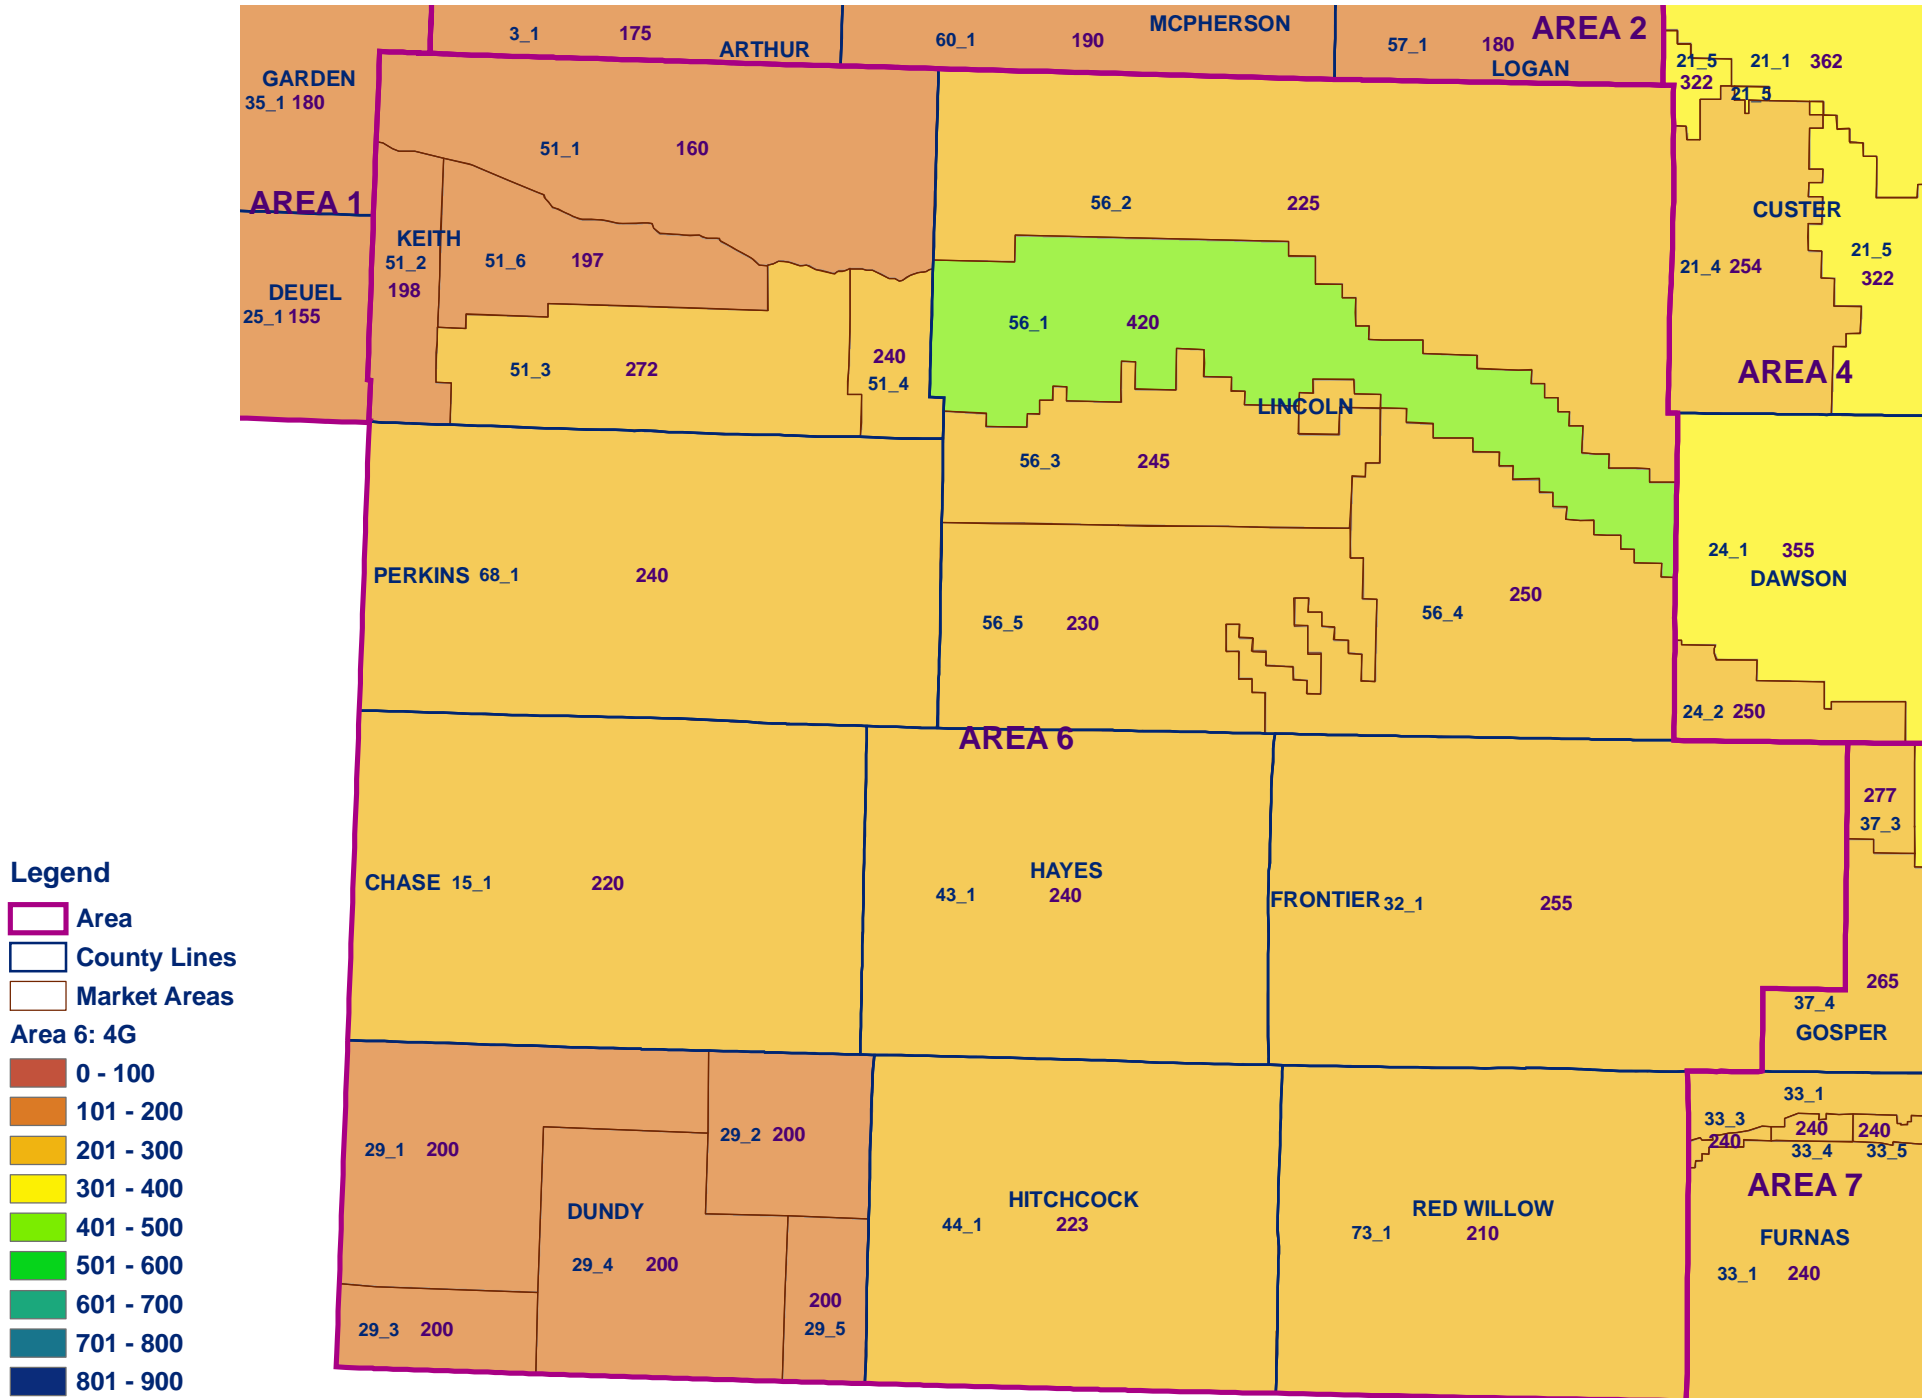 3_1 175 ARTHUR
60_1 190 MCPHERSON
57_1 180 AREA 2
LOGAN
21_5 21_1 362
322
21_5
GARDEN
35_1 180
51_1 160
AREA 1
56_2 225
CUSTER
KEITH
51_2 51_6 197
198
21_4 254
21_5
322
DEUEL
25_1 155
56_1 420
51_3 272
240
51_4
AREA 4
LINCOLN
56_3 245
PERKINS 68_1 240
24_1 355
DAWSON
56_5 230
56_4 250
24_2 250
AREA 6
277
37_3
CHASE 15_1 220
HAYES
43_1 240
FRONTIER 32_1 255
265
37_4
GOSPER
33_1
33_3
240 240 240
33_4 33_5
29_1 200
29_2 200
DUNDY
29_4 200
HITCHCOCK
44_1 223
RED WILLOW
73_1 210
AREA 7
FURNAS
33_1 240
29_3 200
200
29_5
Legend
Area
County Lines
Market Areas
Area 6: 4G
0 - 100
101 - 200
201 - 300
301 - 400
401 - 500
501 - 600
601 - 700
701 - 800
801 - 900